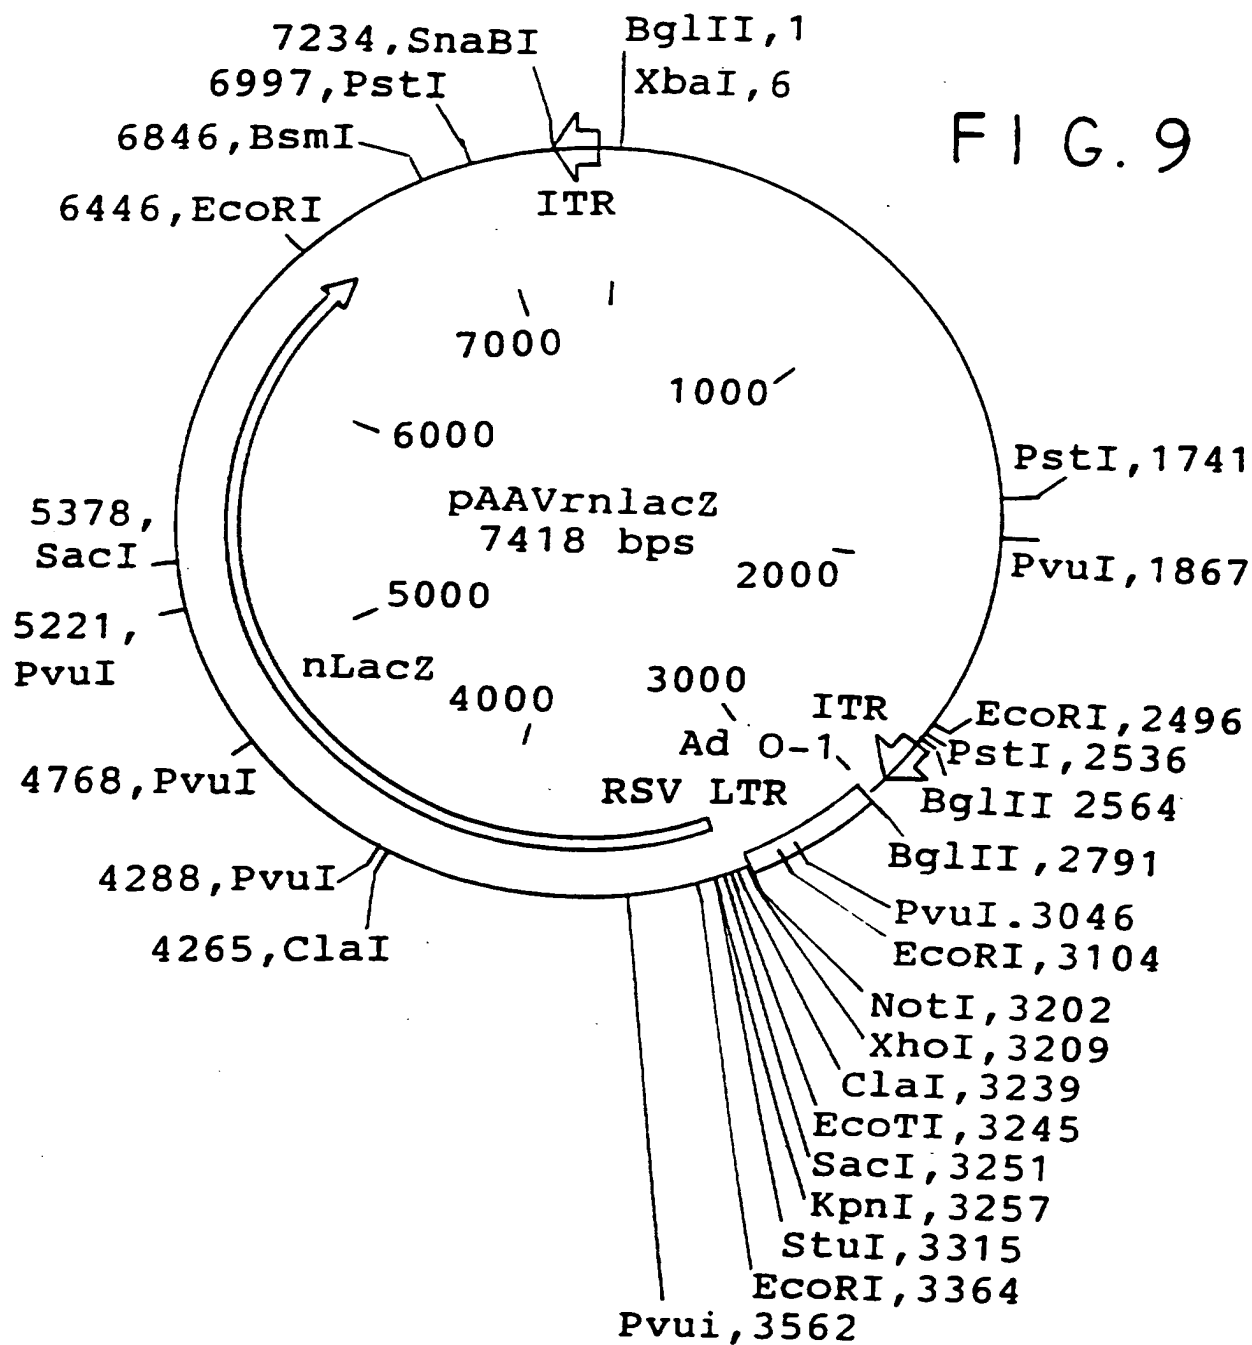 FIG. 9
7234,SnaBI
6997,PstI
6846,BsmI
6446,EcoRI
BglII,1
XbaI,6
ITR
7000
1000
6000
pAAVrnlacZ
7418 bps
PstI,1741
PvuI,1867
2000
5378,
SacI
5000
5221,
PvuI
nLacZ
4000
3000
ITR
Ad 0-1
RSV LTR
EcoRI,2496
PstI,2536
BglII 2564
BglII,2791
PvuI.3046
EcoRI,3104
NotI,3202
XhoI,3209
ClaI,3239
EcoTI,3245
SacI,3251
KpnI,3257
StuI,3315
EcoRI,3364
Pvui,3562
4768,PvuI
4288,PvuI
4265,ClaI